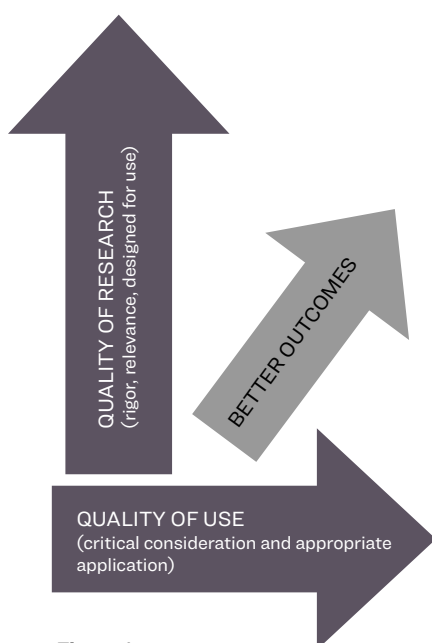 QUALITY OF RESEARCH
(rigor, relevance, designed for use)
BETTER OUTCOMES
QUALITY OF USE
(critical consideration and appropriate
application)